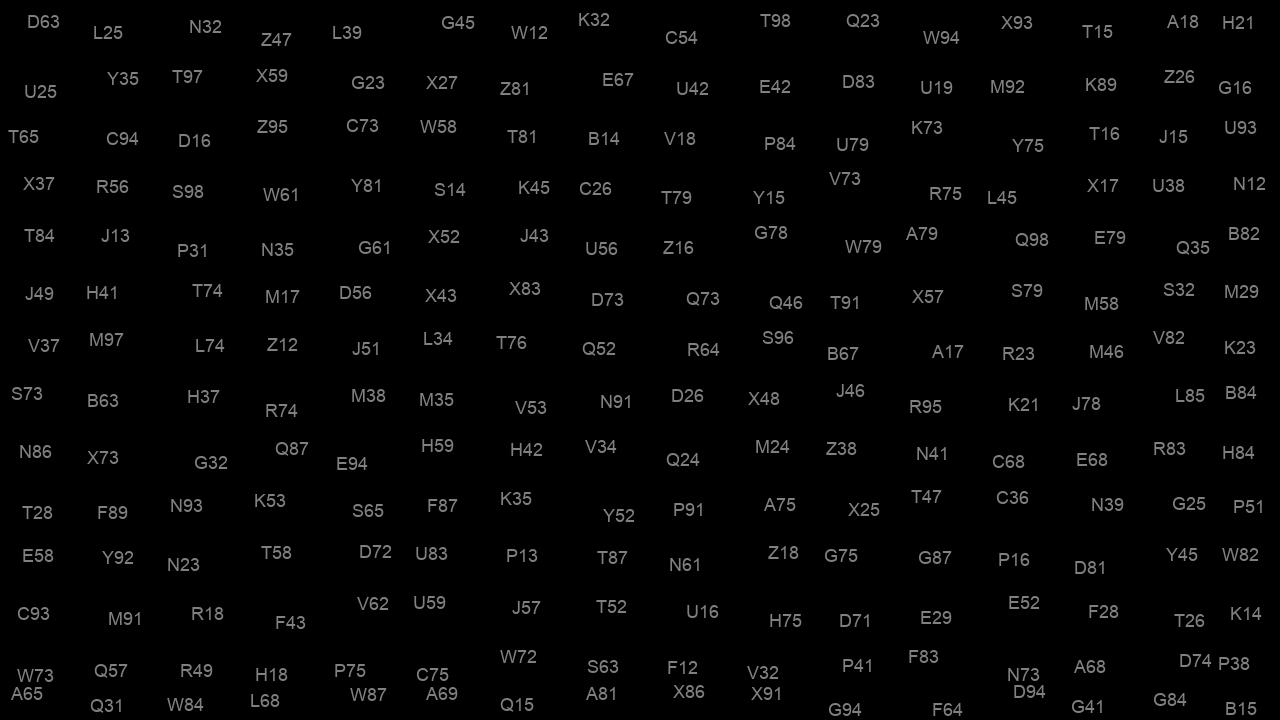 D63 L25 N32 Z47 L39 G45 W12 K32 C54 T98 Q23 W94 X93 T15 A18 H21
U25 Y35 T97 X59 G23 X27 Z81 E67 U42 E42 D83 U19 M92 K89 Z26 G16
T65 C94 D16 Z95 C73 W58 T81 B14 V18 P84 U79 K73 Y75 T16 J15 U93
X37 R56 S98 W61 Y81 S14 K45 C26 T79 Y15 V73 R75 L45 X17 U38 N12
T84 J13 P31 N35 G61 X52 J43 U56 Z16 G78 W79 A79 Q98 E79 Q35 B82
J49 H41 T74 M17 D56 X43 X83 D73 Q73 Q46 T91 X57 S79 M58 S32 M29
V37 M97 L74 Z12 J51 L34 T76 Q52 R64 S96 B67 A17 R23 M46 V82 K23
S73 B63 H37 R74 M38 M35 V53 N91 D26 X48 J46 R95 K21 J78 L85 B84
N86 X73 G32 Q87 E94 H59 H42 V34 Q24 M24 Z38 N41 C68 E68 R83 H84
T28 F89 N93 K53 S65 F87 K35 Y52 P91 A75 X25 T47 C36 N39 G25 P51
E58 Y92 N23 T58 D72 U83 P13 T87 N61 Z18 G75 G87 P16 D81 Y45 W82
C93 M91 R18 F43 V62 U59 J57 T52 U16 H75 D71 E29 E52 F28 T26 K14
W73 Q57 R49 H18 P75 C75 W72 S63 F12 V32 P41 F83 N73 A68 D74 P38
A65 Q31 W84 L68 W87 A69 Q15 A81 X86 X91 G94 F64 D94 G41 G84 B15